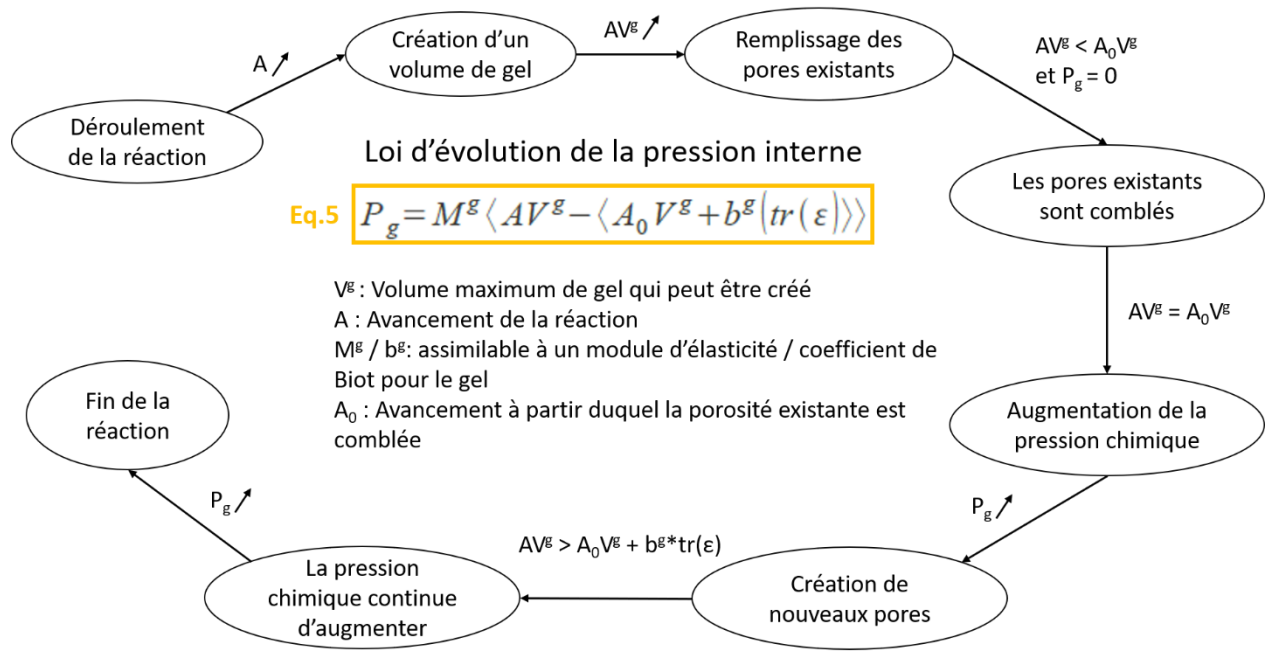 Déroulement
de la réaction
A ↗
Création d’un
volume de gel
AVᵍ ↗
Remplissage des
pores existants
AVᵍ < A₀Vᵍ
et P_g = 0
Les pores existants
sont comblés
AVᵍ = A₀Vᵍ
Augmentation de la
pression chimique
P_g ↗
Création de
nouveaux pores
AVᵍ > A₀Vᵍ + bᵍ*tr(ε)
La pression
chimique continue
d’augmenter
P_g ↗
Fin de la
réaction
Loi d’évolution de la pression interne
Eq.5 P_g = Mᵍ⟨AVᵍ−⟨A₀Vᵍ+bᵍ(tr(ε)⟩⟩
Vᵍ : Volume maximum de gel qui peut être créé
A : Avancement de la réaction
Mᵍ / bᵍ: assimilable à un module d’élasticité / coefficient de
Biot pour le gel
A₀ : Avancement à partir duquel la porosité existante est
comblée